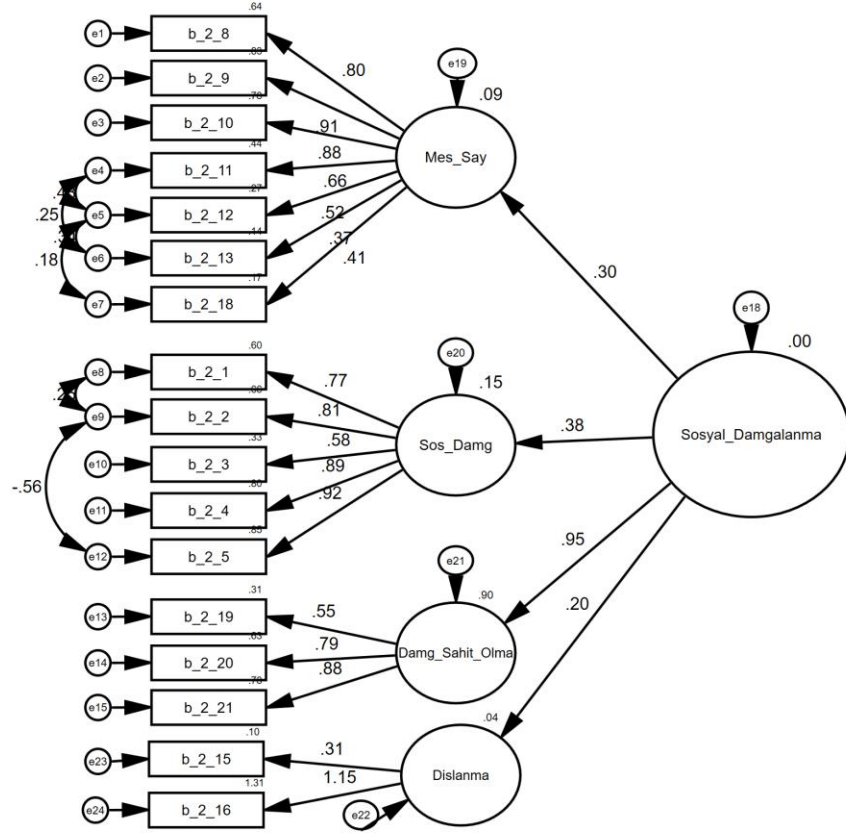 .64
e1
b_2_8
e2
b_2_9
.80
e19
.09
e3
b_2_10
.91
Mes_Say
.44
.88
e4
b_2_11
.66
.27
.25
e5
b_2_12
.52
.14
.37
e6
b_2_13
.18
.41
.17
e7
b_2_18
.30
e18
.00
.60
e8
b_2_1
.77
e20
.15
e9
b_2_2
.81
.38
Sos_Damg
Sosyal_Damgalanma
.33
.58
e10
b_2_3
.89
.80
-.56
e11
b_2_4
.92
.85
e12
b_2_5
.95
e21
.31
.90
e13
b_2_19
.55
.20
.63
.79
Damg_Sahit_Olma
e14
b_2_20
.88
e15
b_2_21
.04
.10
e23
b_2_15
.31
Dislanma
1.31
1.15
e24
b_2_16
e22